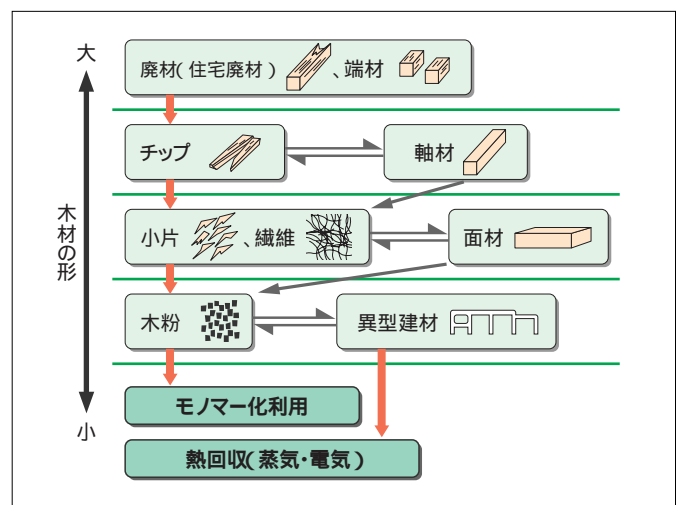 大
廃材(住宅廃材)、端材
チップ
軸材
木材の形
小片、繊維
面材
木粉
異型建材
モノマー化利用
小
熱回収(蒸気・電気)